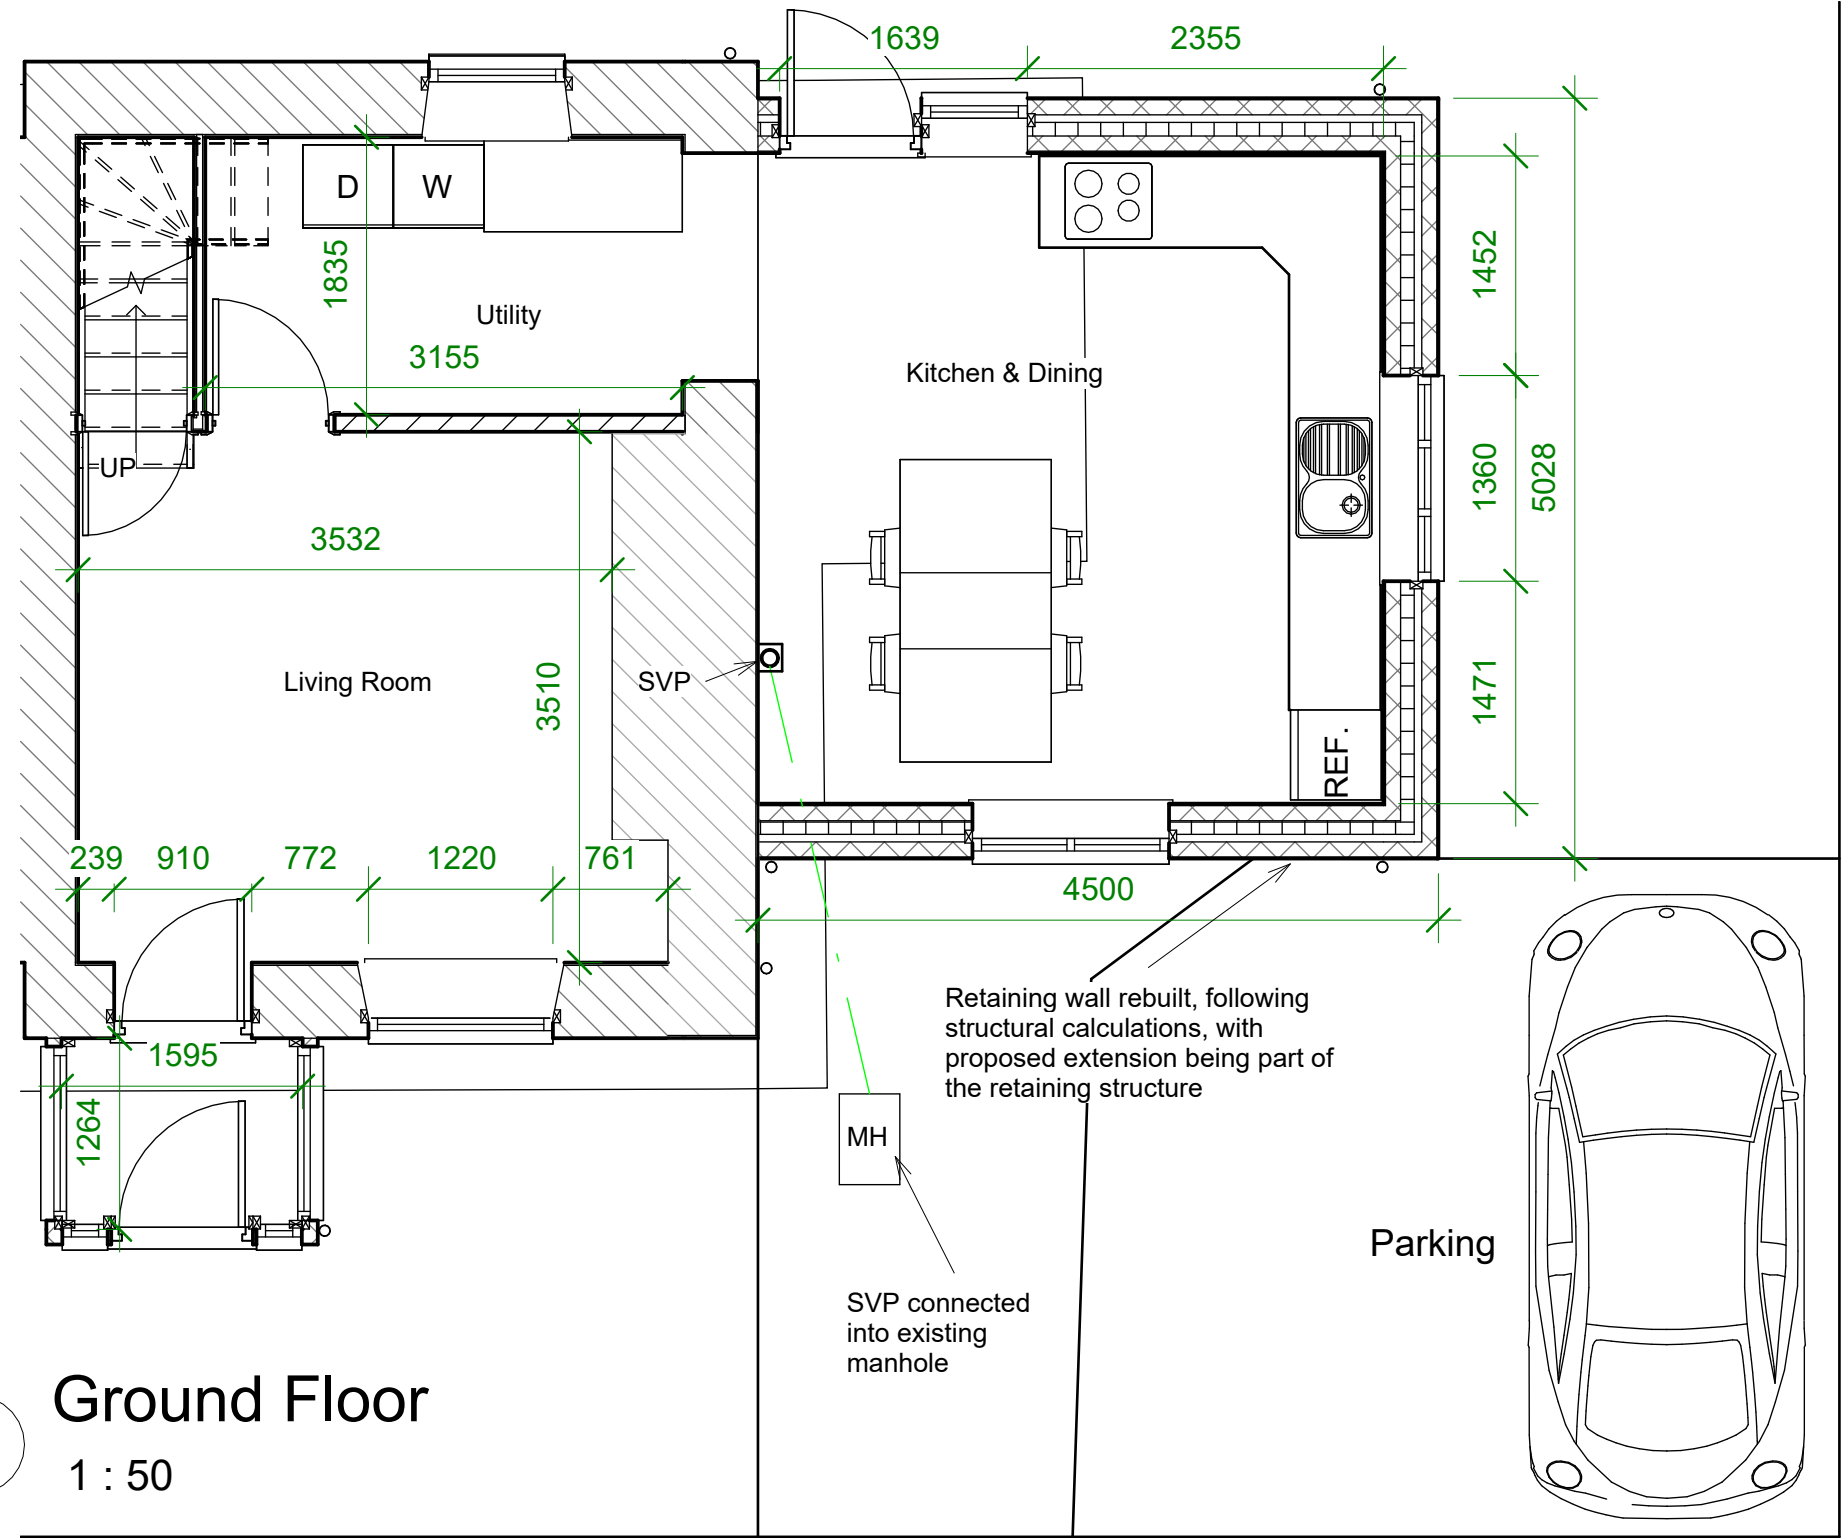 1639
2355
D
W
1835
Utility
3155
1452
Kitchen & Dining
UP
1360
5028
3532
Living Room
SVP
3510
1471
REF.
239
910
772
1220
761
4500
Retaining wall rebuilt, following
structural calculations, with
proposed extension being part of
the retaining structure
1595
1264
MH
Parking
SVP connected
into existing
manhole
Ground Floor
1 : 50